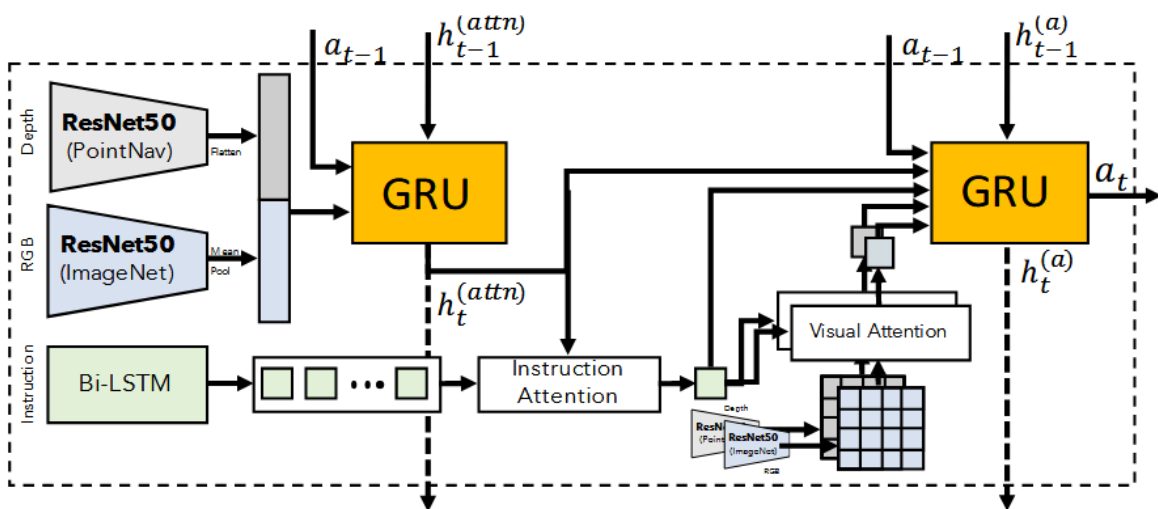 a_{t-1}
h_{t-1}^{(attn)}
a_{t-1}
h_{t-1}^{(a)}
Depth
ResNet50
(PointNav)
Flatten
GRU
GRU
a_t
RGB
ResNet50
(ImageNet)
Mean
Pool
h_t^{(attn)}
h_t^{(a)}
Visual Attention
Instruction
Bi-LSTM
Instruction
Attention
Depth
ResNet50
(ImageNet)
RGB